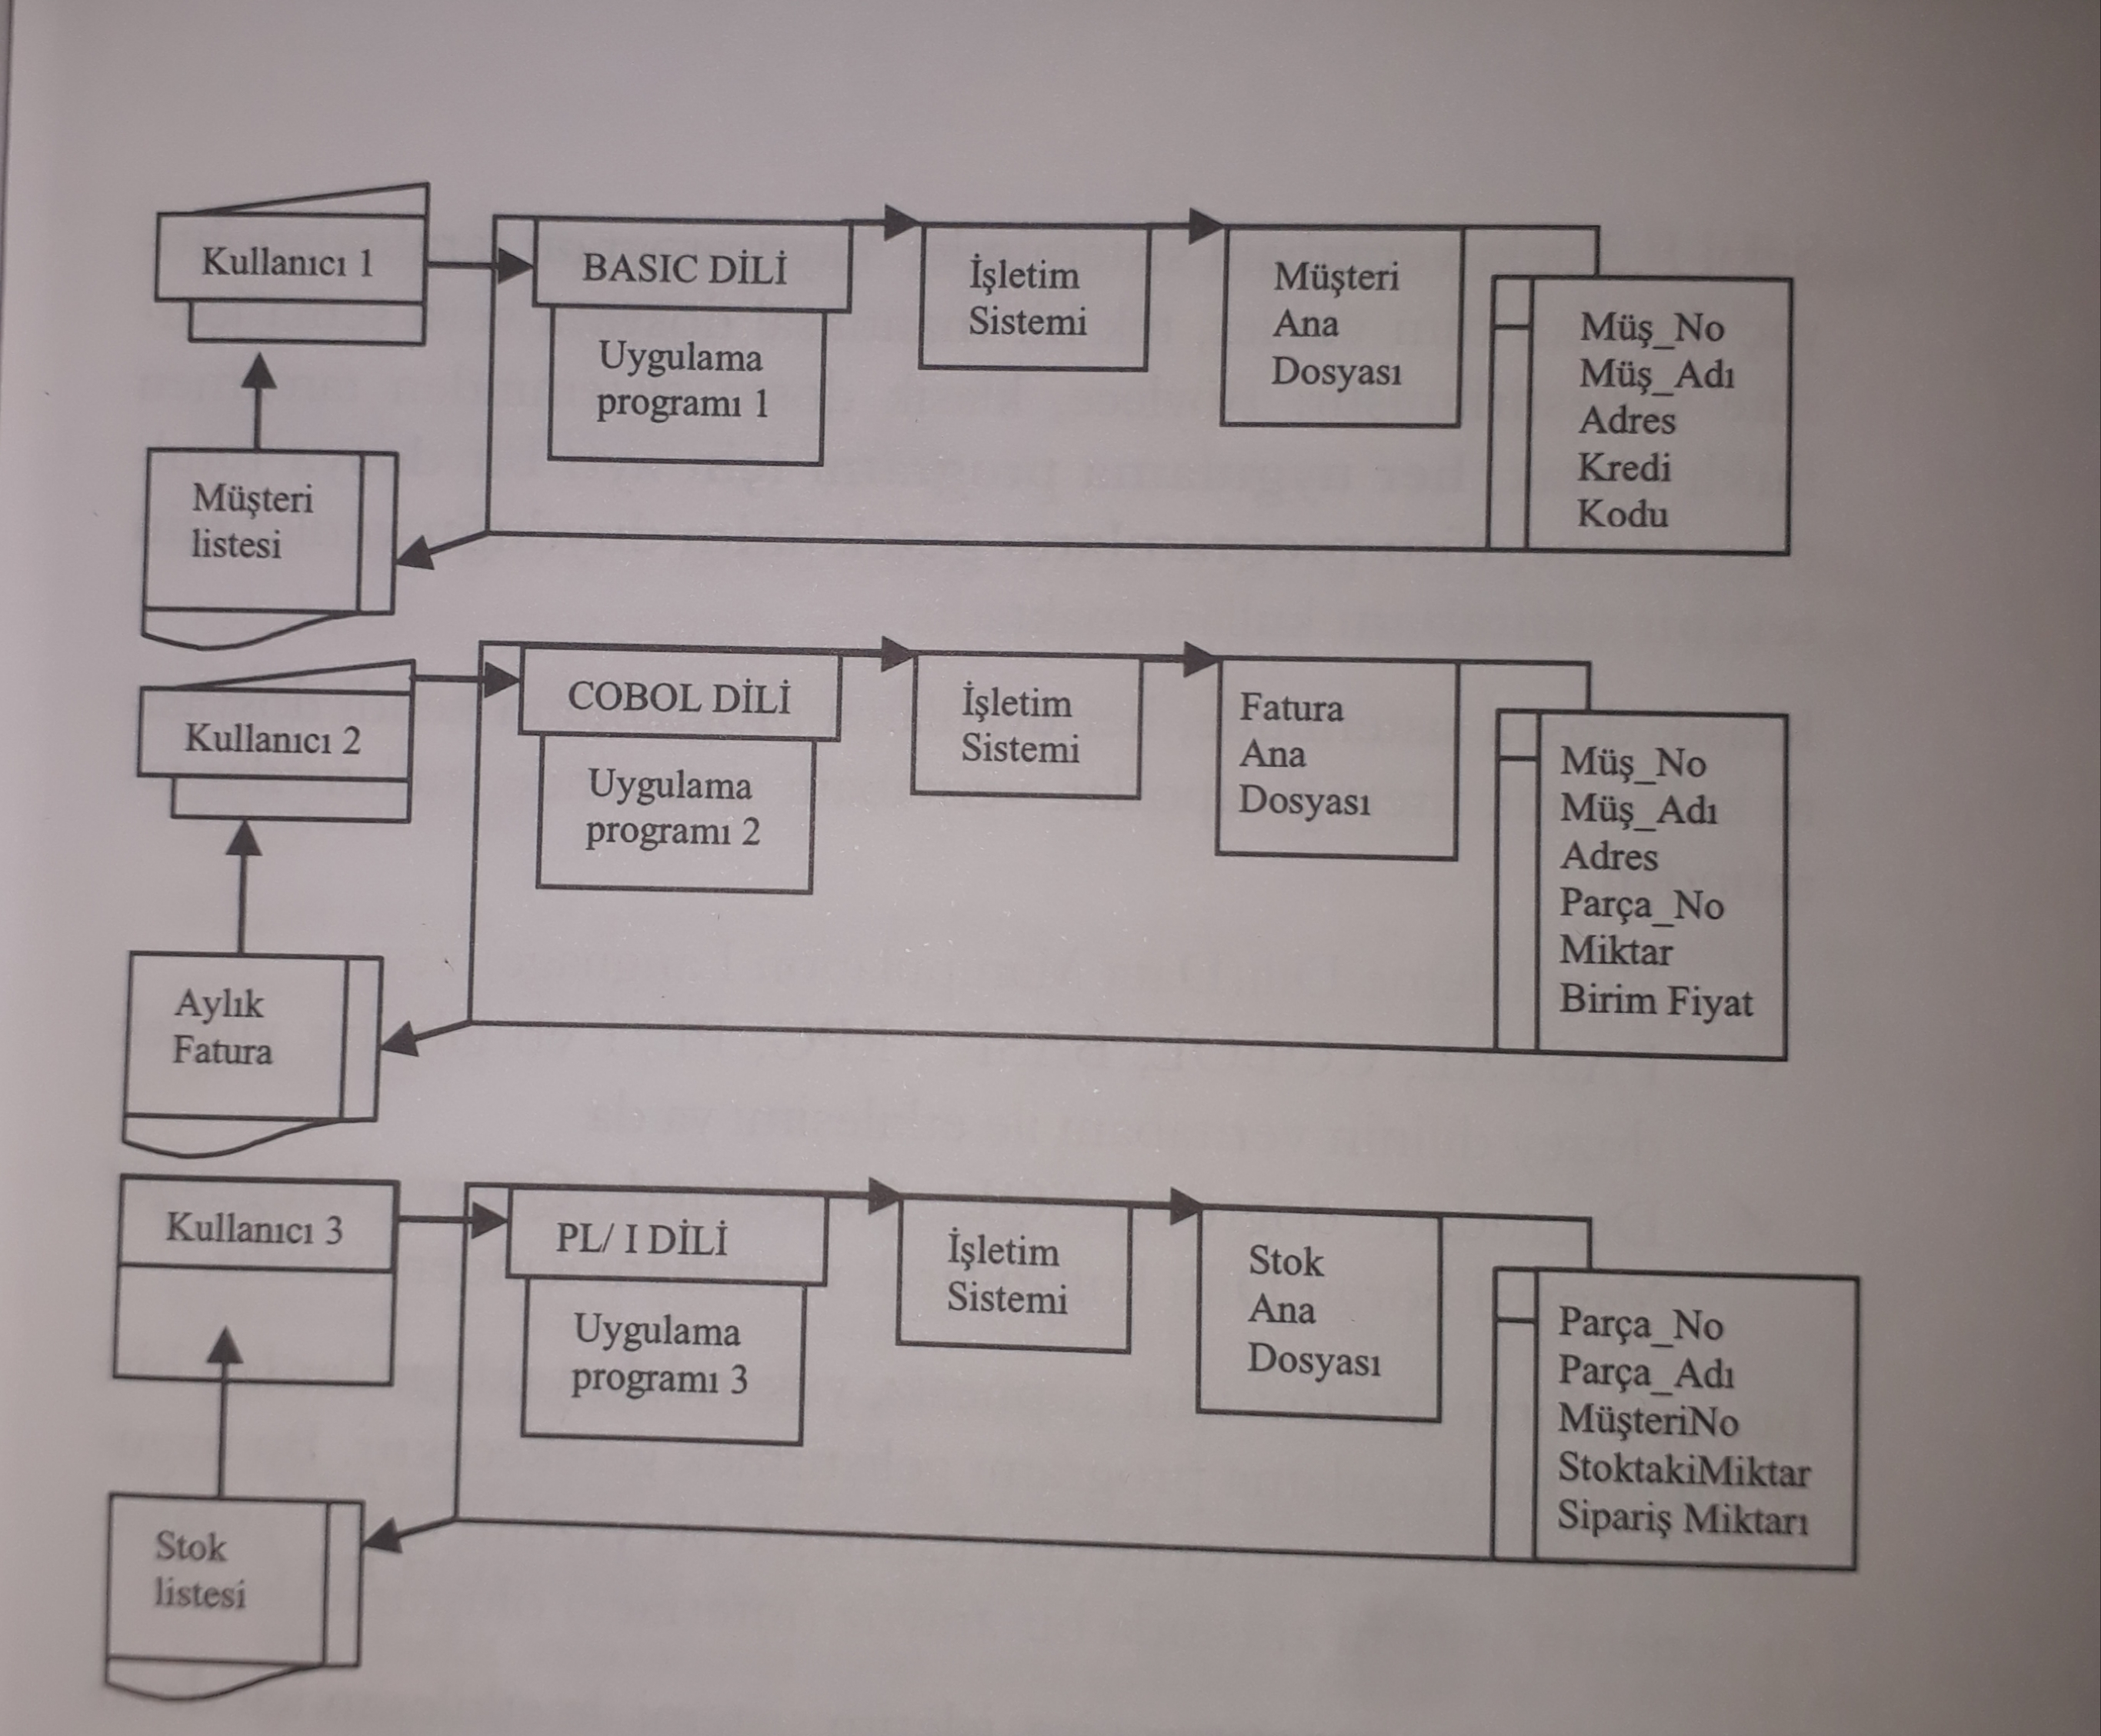 Kullanıcı 1
BASIC DİLİ
Uygulama
programı 1
İşletim
Sistemi
Müşteri
Ana
Dosyası
Müş_No
Müş_Adı
Adres
Kredi
Kodu
Müşteri
listesi
Kullanıcı 2
COBOL DİLİ
Uygulama
programı 2
İşletim
Sistemi
Fatura
Ana
Dosyası
Müş_No
Müş_Adı
Adres
Parça_No
Miktar
Birim Fiyat
Aylık
Fatura
Kullanıcı 3
PL/ I DİLİ
Uygulama
programı 3
İşletim
Sistemi
Stok
Ana
Dosyası
Parça_No
Parça_Adı
MüşteriNo
StoktakiMiktar
Sipariş Miktarı
Stok
listesi